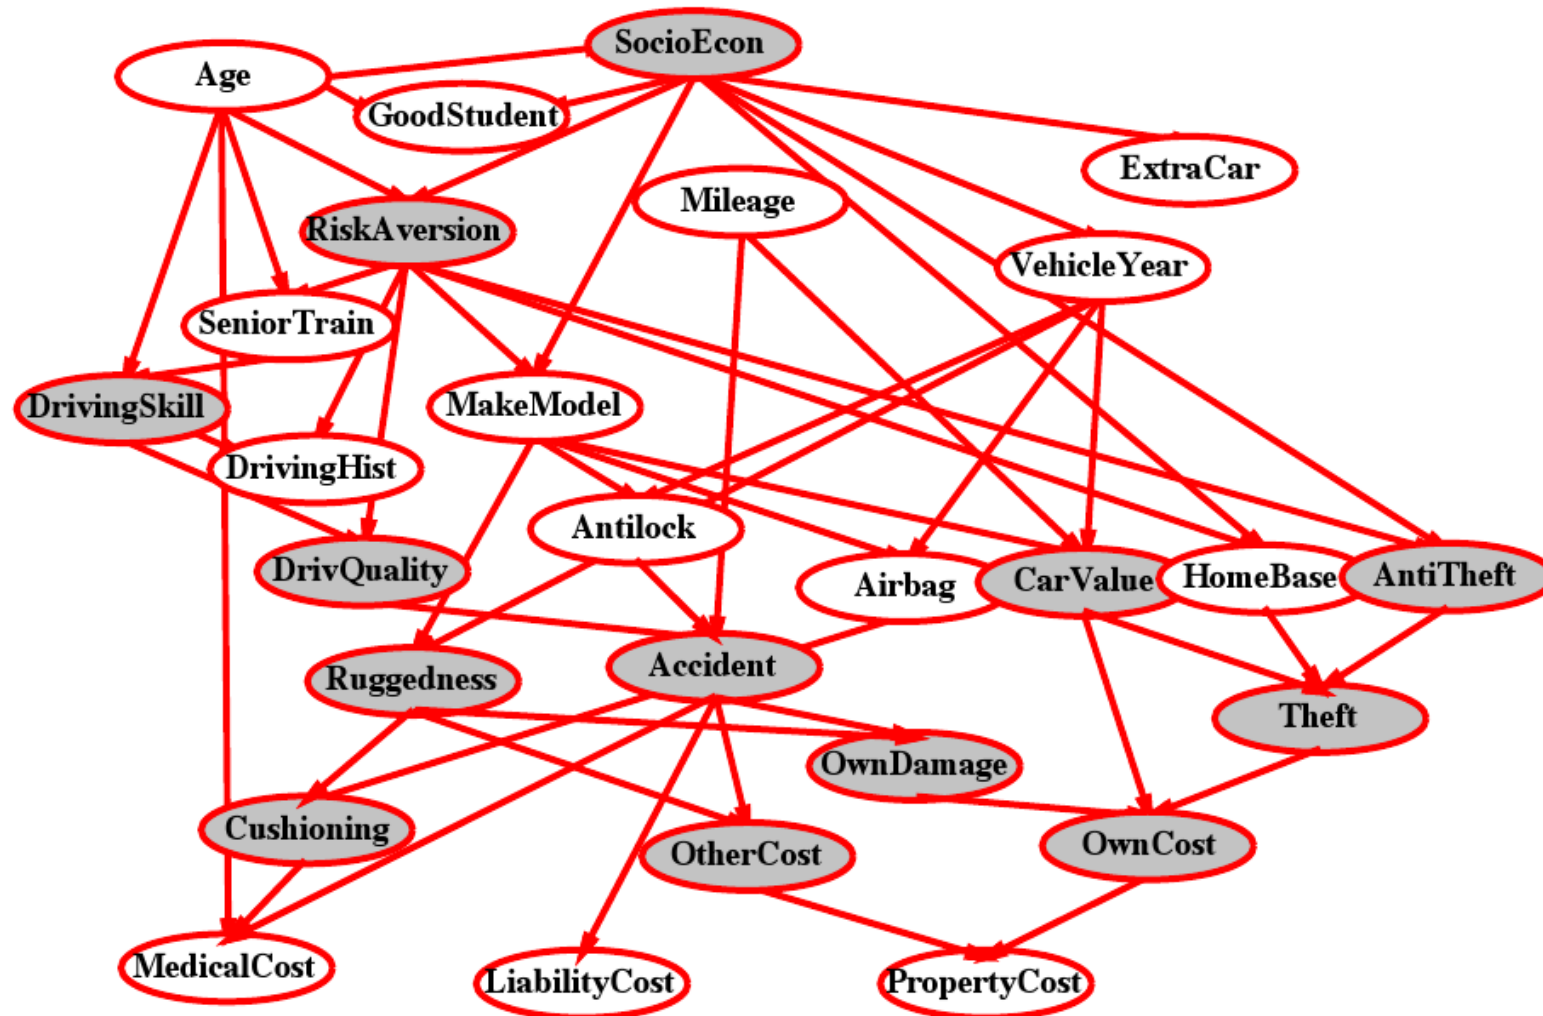 SocioEcon
Age
GoodStudent
ExtraCar
Mileage
RiskAversion
VehicleYear
SeniorTrain
DrivingSkill
MakeModel
DrivingHist
Antilock
DrivQuality
Airbag
CarValue
HomeBase
AntiTheft
Ruggedness
Accident
Theft
OwnDamage
Cushioning
OtherCost
OwnCost
MedicalCost
LiabilityCost
PropertyCost